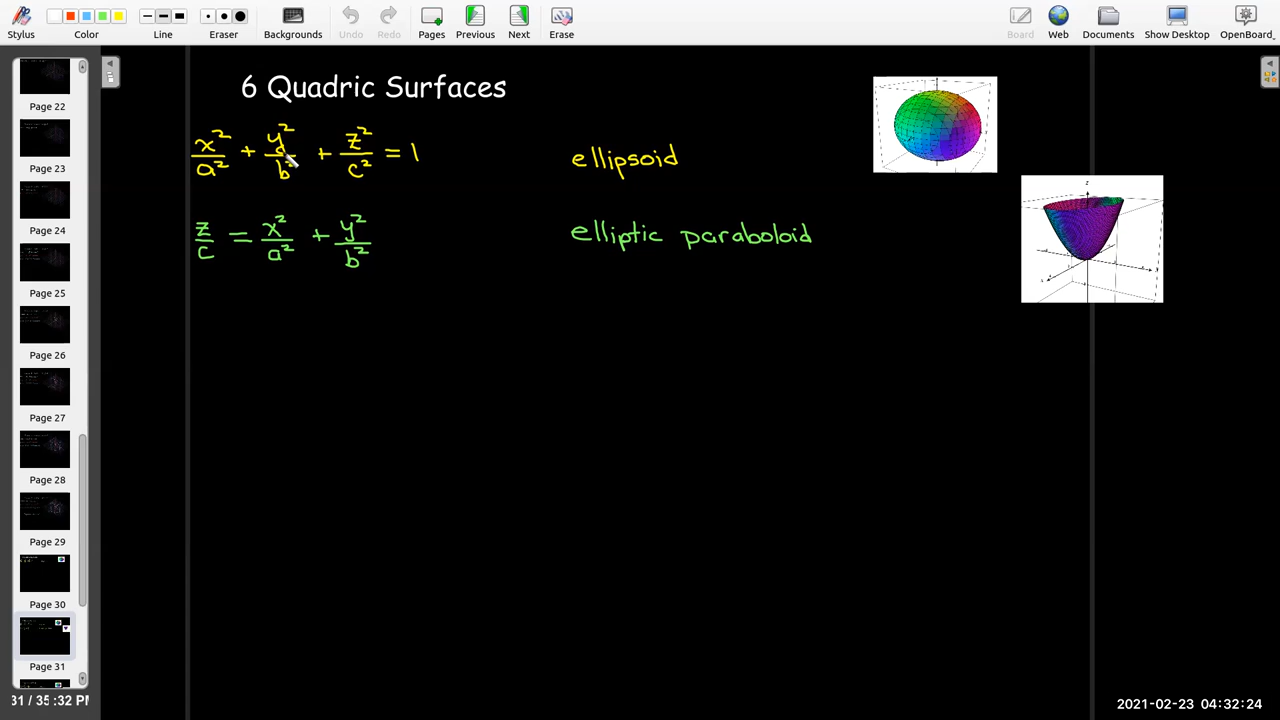 Stylus Color Line Eraser Backgrounds Undo Redo Pages Previous Next Erase Board Web Documents Show Desktop OpenBoard
6 Quadric Surfaces
x²/a² + y²/b² + z²/c² = 1 ellipsoid
z/c = x²/a² + y²/b² elliptic paraboloid
Page 22
Page 23
Page 24
Page 25
Page 26
Page 27
Page 28
Page 29
Page 30
Page 31
31 / 35
:32 P
2021-02-23 04:32:24